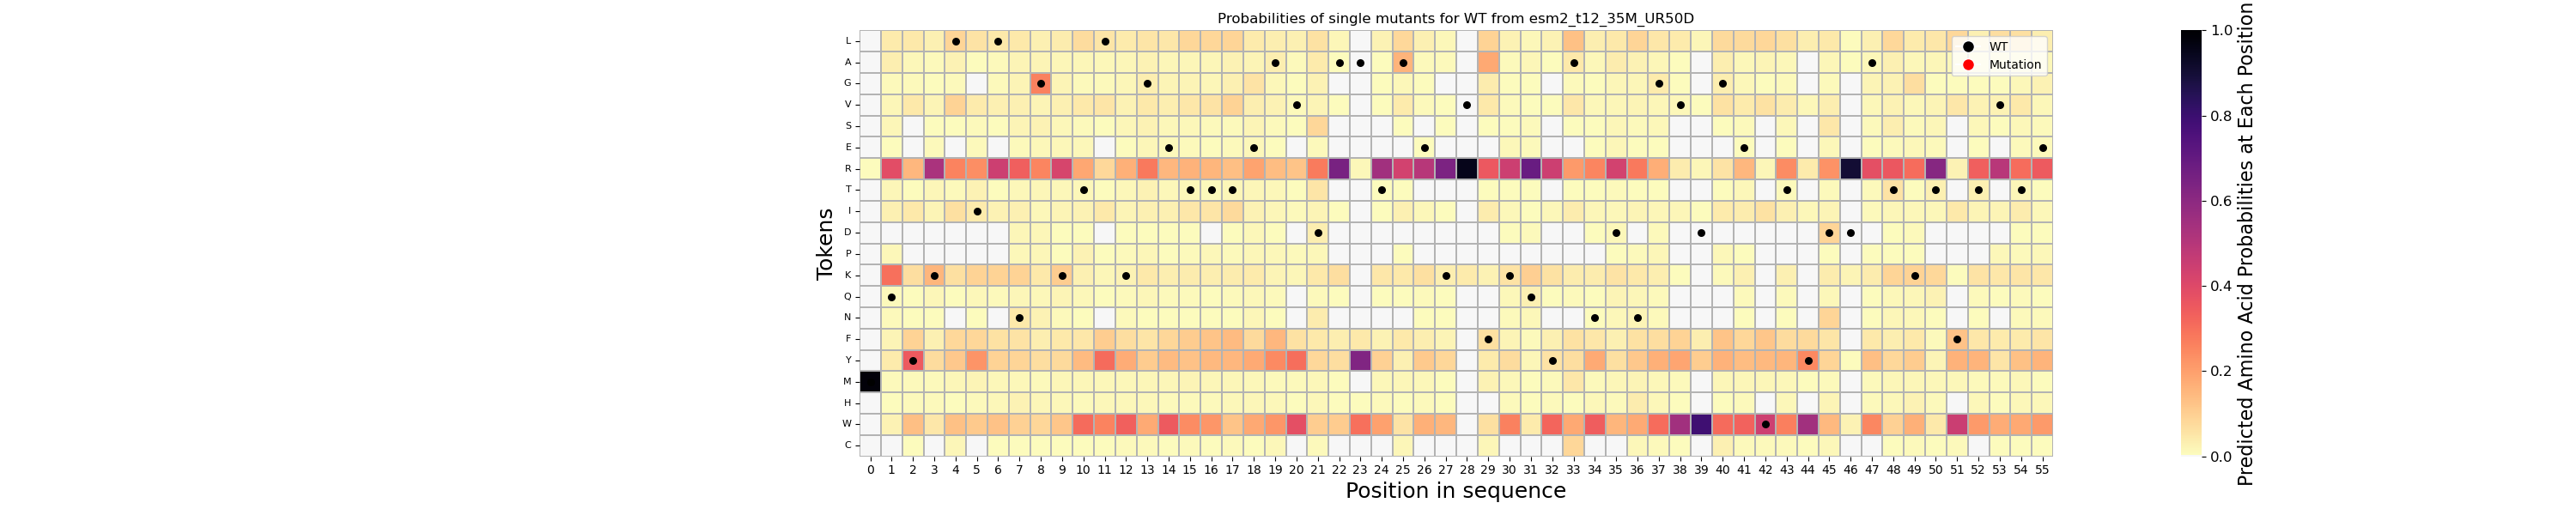 Probabilities of single mutants for WT from esm2_t12_35M_UR50D
L
A
G
V
S
E
R
T
I
D
P
K
Q
N
F
Y
M
H
W
C
Tokens
0 1 2 3 4 5 6 7 8 9 10 11 12 13 14 15 16 17 18 19 20 21 22 23 24 25 26 27 28 29 30 31 32 33 34 35 36 37 38 39 40 41 42 43 44 45 46 47 48 49 50 51 52 53 54 55
Position in sequence
WT
Mutation
1.0
0.8
0.6
0.4
0.2
0.0
Predicted Amino Acid Probabilities at Each Position